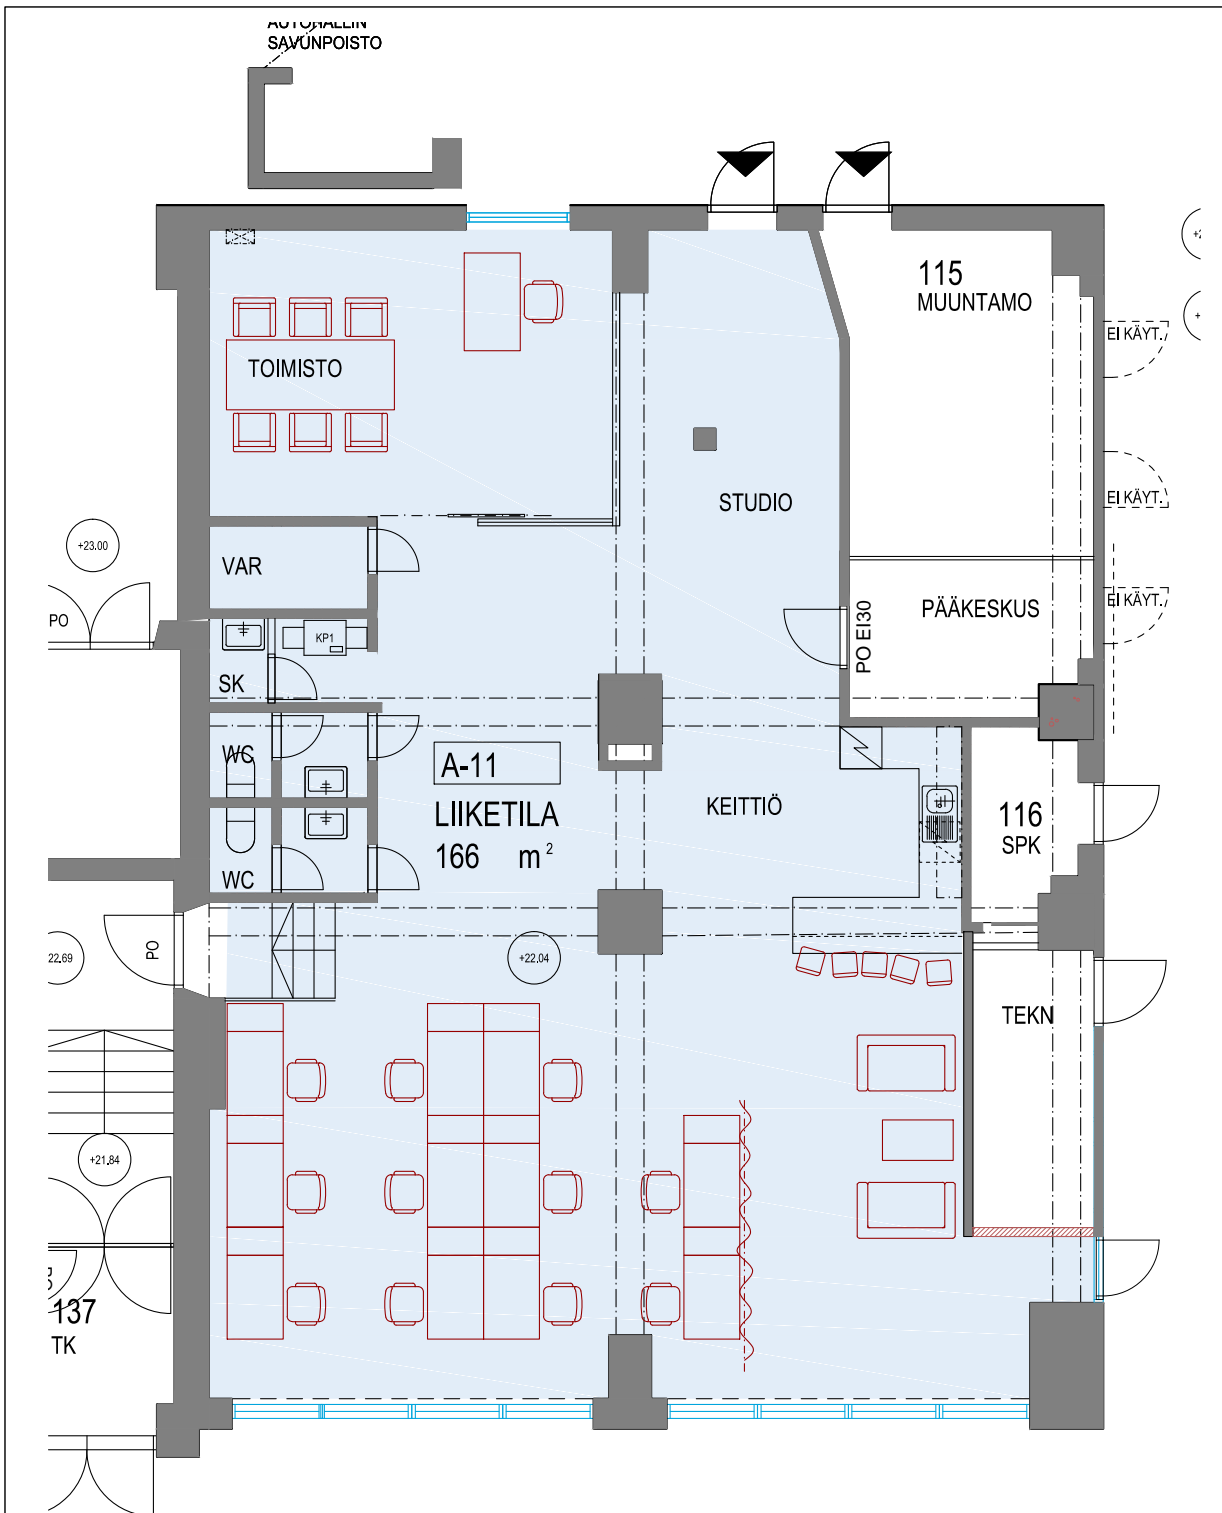 AUTOHALLIN
SAVUNPOISTO
115
MUUNTAMO
EI KÄYT.
TOIMISTO
STUDIO
EI KÄYT.
+23.00
VAR
PO
KP1
SK
PO EI30
PÄÄKESKUS
EI KÄYT.
WC
A-11
LIIKETILA
166 m²
KEITTIÖ
116
SPK
WC
PO
22.69
+22.04
TEKN
+21.84
137
TK